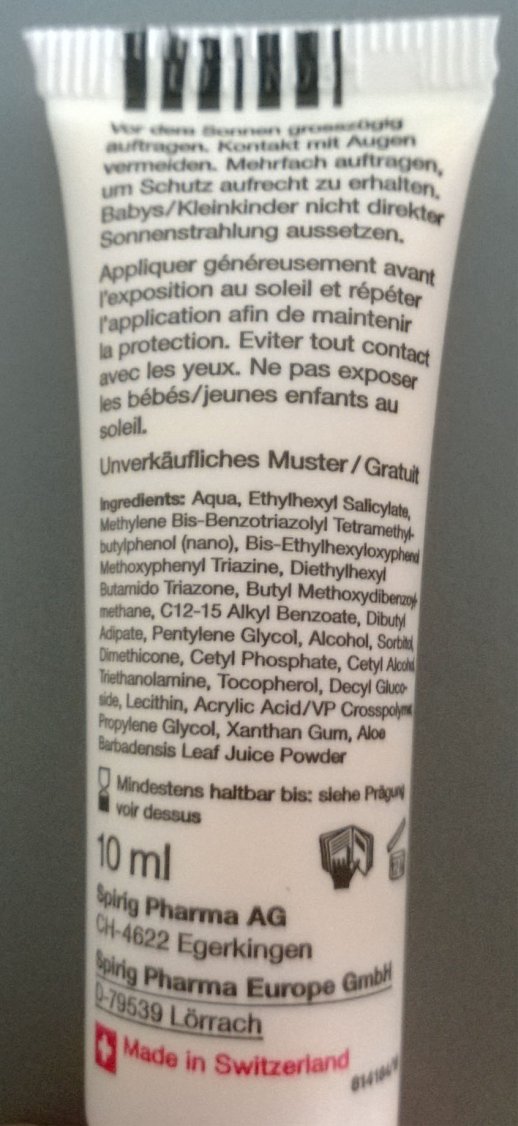 Vor dem Sonnen grosszügig
auftragen. Kontakt mit Augen
vermeiden. Mehrfach auftragen,
um Schutz aufrecht zu erhalten.
Babys/Kleinkinder nicht direkter
Sonnenstrahlung aussetzen.
Appliquer généreusement avant
l'exposition au soleil et répéter
l'application afin de maintenir
la protection. Eviter tout contact
avec les yeux. Ne pas exposer
les bébés/jeunes enfants au
soleil.
Unverkäufliches Muster/Gratuit
Ingredients: Aqua, Ethylhexyl Salicylate,
Methylene Bis-Benzotriazolyl Tetramethyl-
butylphenol (nano), Bis-Ethylhexyloxyphenol
Methoxyphenyl Triazine, Diethylhexyl
Butamido Triazone, Butyl Methoxydibenzoyl-
methane, C12-15 Alkyl Benzoate, Dibutyl
Adipate, Pentylene Glycol, Alcohol, Sorbitol,
Dimethicone, Cetyl Phosphate, Cetyl Alcohol,
Triethanolamine, Tocopherol, Decyl Gluco-
side, Lecithin, Acrylic Acid/VP Crosspolymer,
Propylene Glycol, Xanthan Gum, Aloe
Barbadensis Leaf Juice Powder
Mindestens haltbar bis: siehe Prägung
voir dessus
10 ml
Spirig Pharma AG
CH-4622 Egerkingen
Spirig Pharma Europe GmbH
D-79539 Lörrach
Made in Switzerland